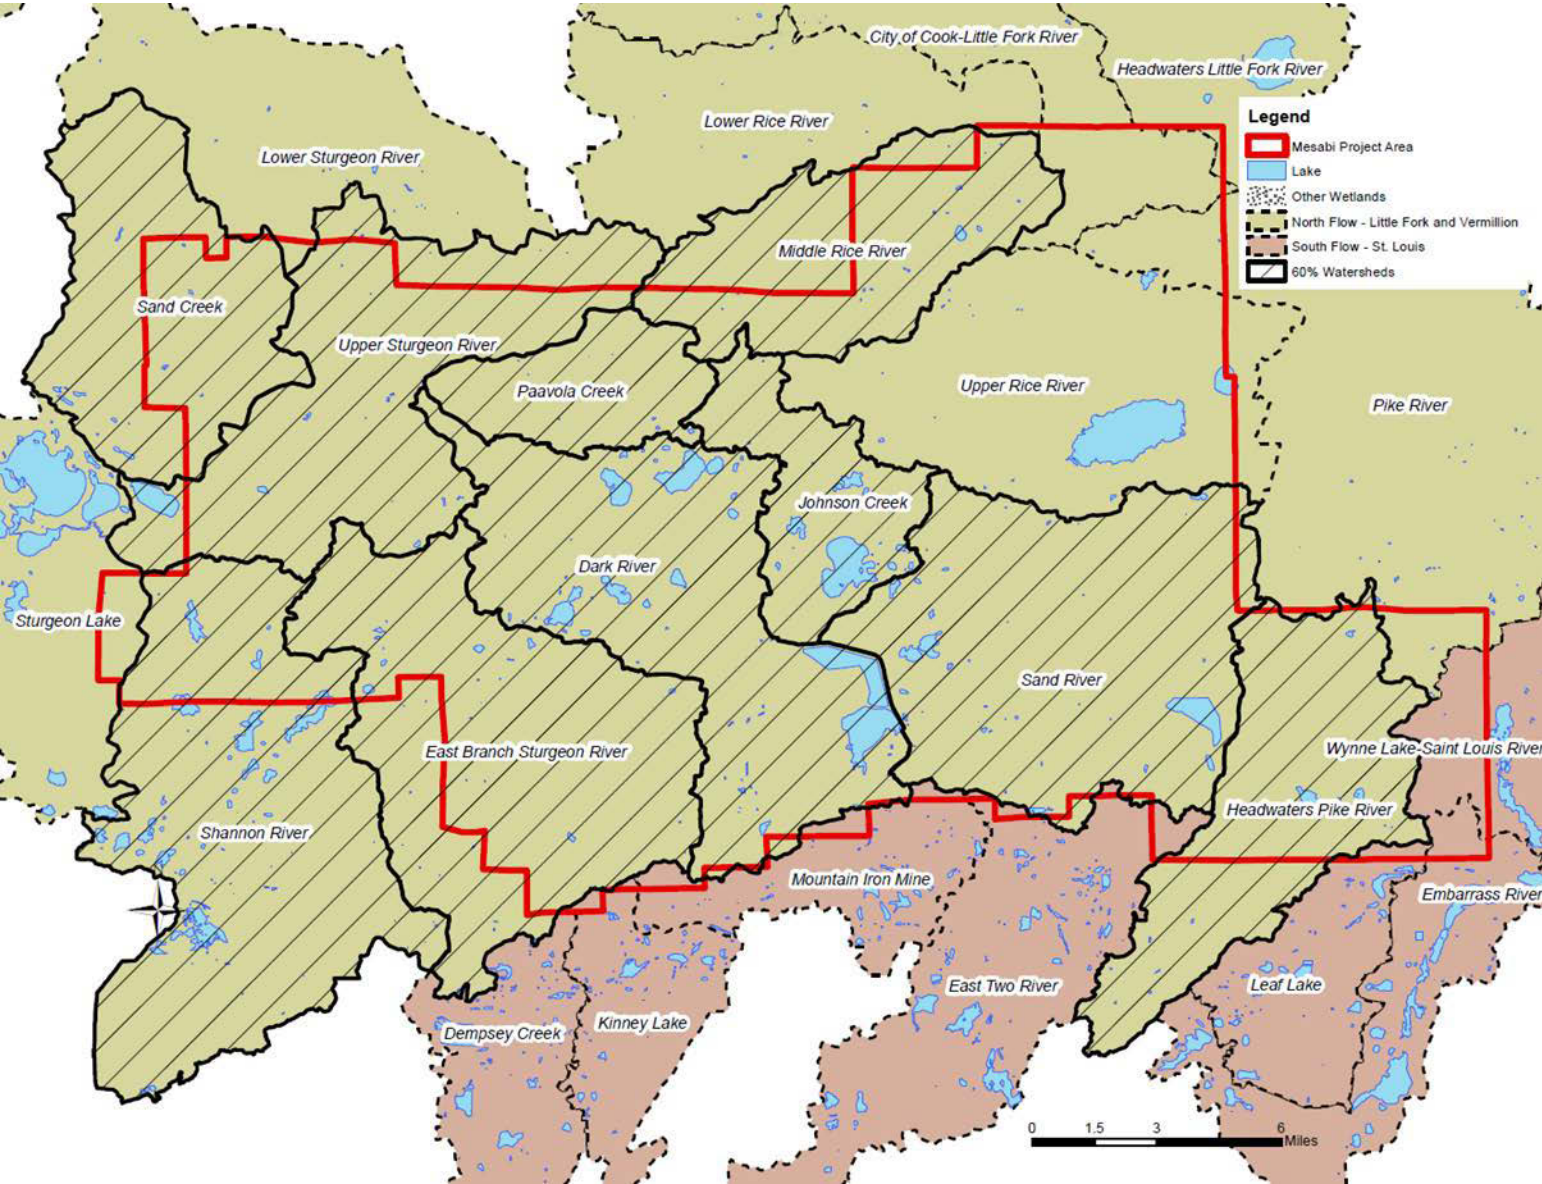 City of Cook-Little Fork River
Headwaters Little Fork River
Legend
Mesabi Project Area
Lake
Other Wetlands
North Flow - Little Fork and Vermillion
South Flow - St. Louis
60% Watersheds
Lower Rice River
Lower Sturgeon River
Middle Rice River
Sand Creek
Upper Sturgeon River
Paavola Creek
Upper Rice River
Pike River
Johnson Creek
Dark River
Sturgeon Lake
Sand River
East Branch Sturgeon River
Wynne Lake-Saint Louis River
Headwaters Pike River
Shannon River
Mountain Iron Mine
Embarrass River
East Two River
Leaf Lake
Dempsey Creek
Kinney Lake
0 1.5 3 6
Miles